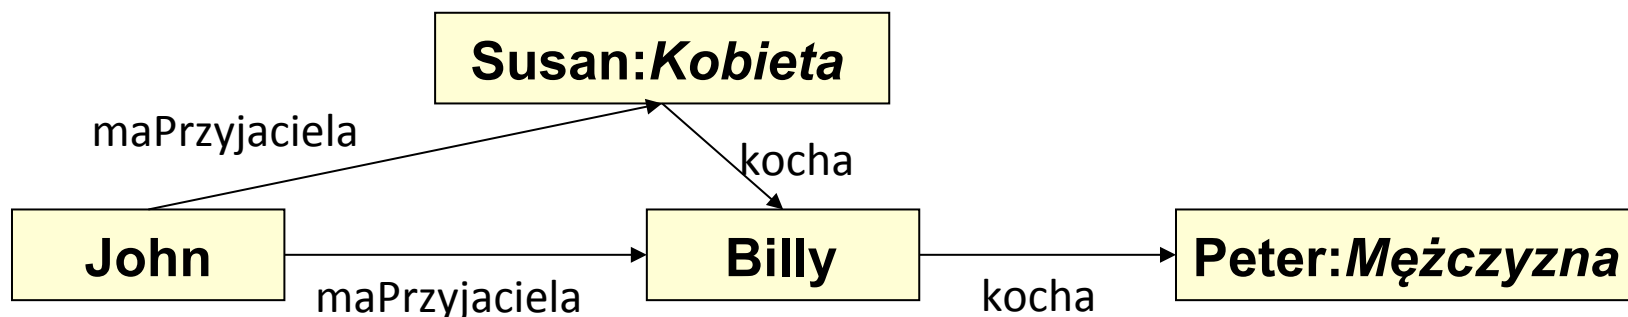 Susan:Kobieta
maPrzyjaciela
kocha
John
Billy
Peter:Mężczyzna
maPrzyjaciela
kocha